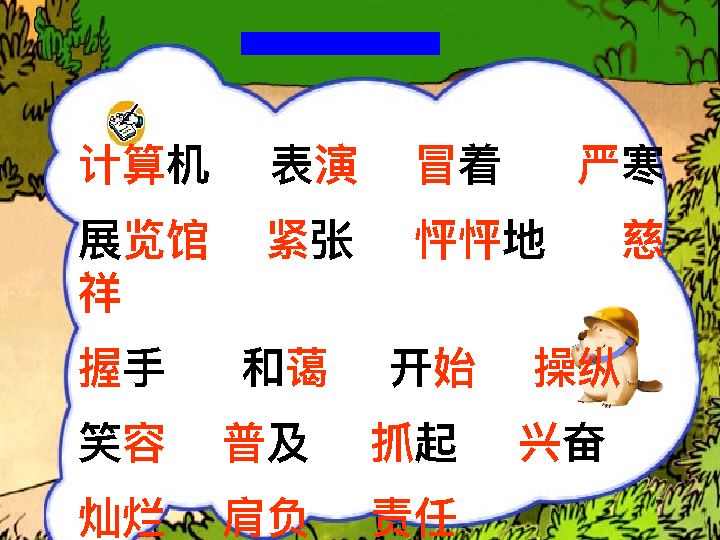 计算机 表演 冒着 严寒
展览馆 紧张 怦怦地 慈
祥
握手 和蔼 开始 操纵
笑容 普及 抓起 兴奋
灿烂 肩负 责任